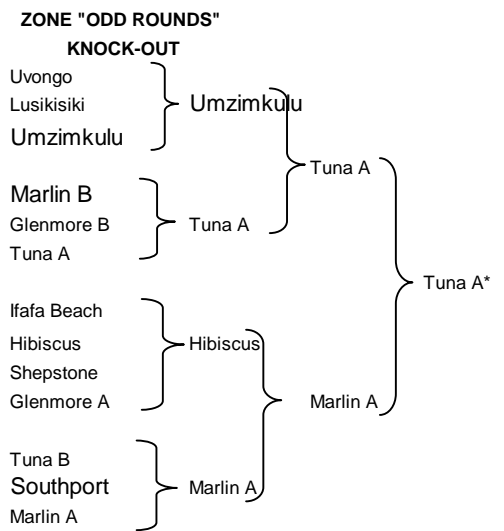 ZONE "ODD ROUNDS"
KNOCK-OUT
Uvongo
Lusikisiki
Umzimkulu
Umzimkulu
Marlin B
Glenmore B
Tuna A
Tuna A
Tuna A
Ifafa Beach
Hibiscus
Shepstone
Glenmore A
Hibiscus
Tuna B
Southport
Marlin A
Marlin A
Marlin A
Tuna A*